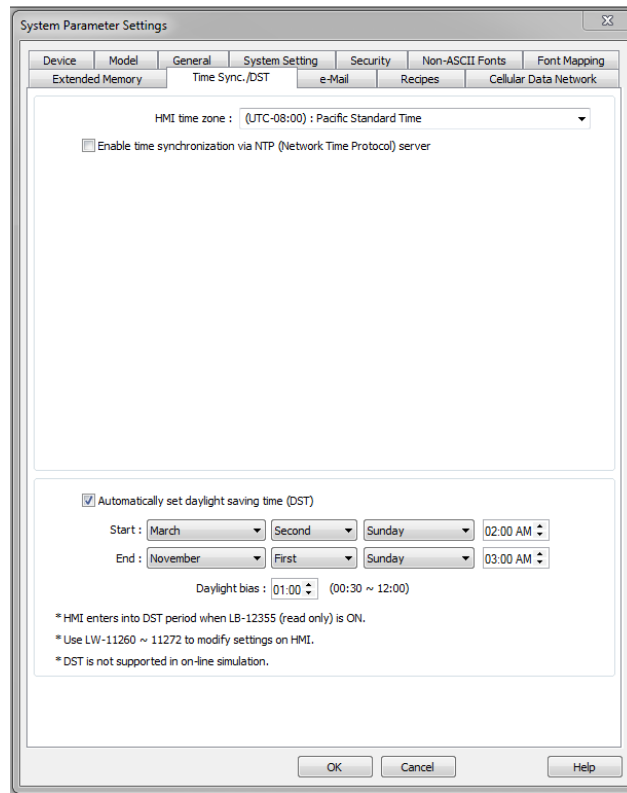 System Parameter Settings
Device Model General System Setting Security Non-ASCII Fonts Font Mapping
Extended Memory Time Sync./DST e-Mail Recipes Cellular Data Network
HMI time zone : (UTC-08:00) : Pacific Standard Time
Enable time synchronization via NTP (Network Time Protocol) server
Automatically set daylight saving time (DST)
Start : March Second Sunday 02:00 AM
End : November First Sunday 03:00 AM
Daylight bias : 01:00 (00:30 ~ 12:00)
* HMI enters into DST period when LB-12355 (read only) is ON.
* Use LW-11260 ~ 11272 to modify settings on HMI.
* DST is not supported in on-line simulation.
OK Cancel Help